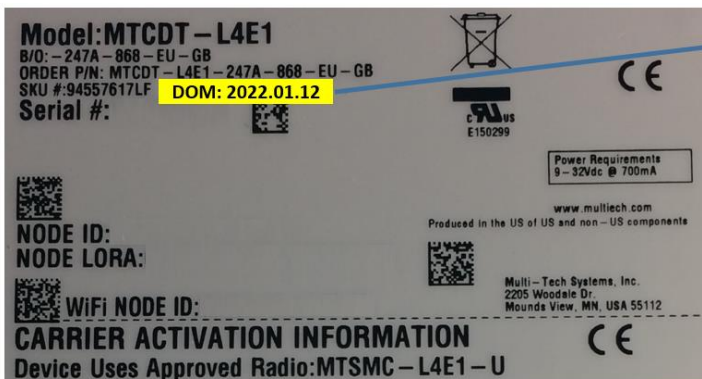 Model:MTCDT-L4E1
B/O:-247A-868-EU-GB
ORDER P/N: MTCDT-L4E1-247A-868-EU-GB
SKU #:94557617LF
DOM: 2022.01.12
Serial #:
CE
c RU us
E150299
Power Requirements
9-32Vdc @ 700mA
www.multiech.com
Produced in the US of US and non-US components
NODE ID:
NODE LORA:
Multi-Tech Systems, Inc.
2205 Woodale Dr.
Mounds View, MN, USA 55112
WiFi NODE ID:
CARRIER ACTIVATION INFORMATION
CE
Device Uses Approved Radio:MTSMC-L4E1-U